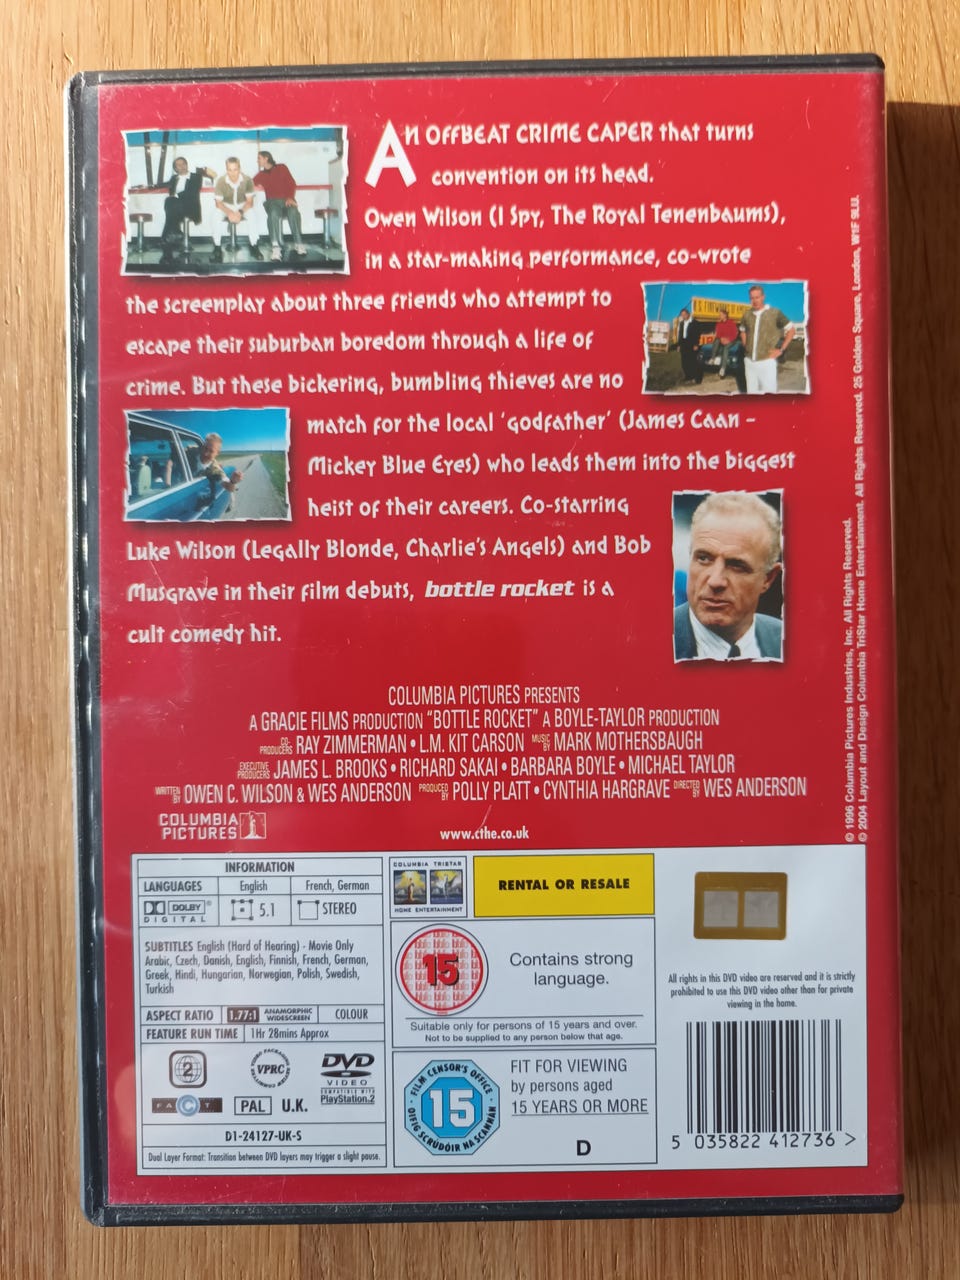 AN OFFBEAT CRIME CAPER that turns
convention on its head.
Owen Wilson (I Spy, The Royal Tenenbaums),
in a star-making performance, co-wrote
the screenplay about three friends who attempt to
escape their suburban boredom through a life of
crime. But these bickering, bumbling thieves are no
match for the local 'godfather' (James Caan –
Mickey Blue Eyes) who leads them into the biggest
heist of their careers. Co-starring
Luke Wilson (Legally Blonde, Charlie's Angels) and Bob
Musgrave in their film debuts, bottle rocket is a
cult comedy hit.
COLUMBIA PICTURES PRESENTS
A GRACIE FILMS PRODUCTION "BOTTLE ROCKET" A BOYLE-TAYLOR PRODUCTION
CO-PRODUCERS RAY ZIMMERMAN • L.M. KIT CARSON MUSIC BY MARK MOTHERSBAUGH
EXECUTIVE PRODUCERS JAMES L. BROOKS • RICHARD SAKAI • BARBARA BOYLE • MICHAEL TAYLOR
WRITTEN BY OWEN C. WILSON & WES ANDERSON PRODUCED BY POLLY PLATT • CYNTHIA HARGRAVE DIRECTED BY WES ANDERSON
COLUMBIA
PICTURES
www.cthe.co.uk
© 1996 Columbia Pictures Industries, Inc. All Rights Reserved.
© 2004 Layout and Design Columbia TriStar Home Entertainment. All Rights Reserved. 25 Golden Square, London, W1F 9LU.
INFORMATION
LANGUAGES English French, German
DOLBY DIGITAL 5.1 STEREO
SUBTITLES English (Hard of Hearing) - Movie Only
Arabic, Czech, Danish, English, Finnish, French, German,
Greek, Hindi, Hungarian, Norwegian, Polish, Swedish,
Turkish
ASPECT RATIO 1.77:1 ANAMORPHIC WIDESCREEN COLOUR
FEATURE RUN TIME 1Hr 28mins Approx
2
VIDEO PACKAGING REVIEW COMMITTEE
VPRC
DVD
VIDEO
COMPATIBLE WITH
PlayStation.2
FACT
PAL
U.K.
D1-24127-UK-S
Dual Layer Format: Transition between DVD layers may trigger a slight pause.
COLUMBIA TRISTAR
HOME ENTERTAINMENT
RENTAL OR RESALE
15
Contains strong
language.
Suitable only for persons of 15 years and over.
Not to be supplied to any person below that age.
FILM CENSOR'S OFFICE
15
OIFIG SCRÚDÓIR NA SCANNÁN
FIT FOR VIEWING
by persons aged
15 YEARS OR MORE
D
All rights in this DVD video are reserved and it is strictly
prohibited to use this DVD video other than for private
viewing in the home.
5 035822 412736 >